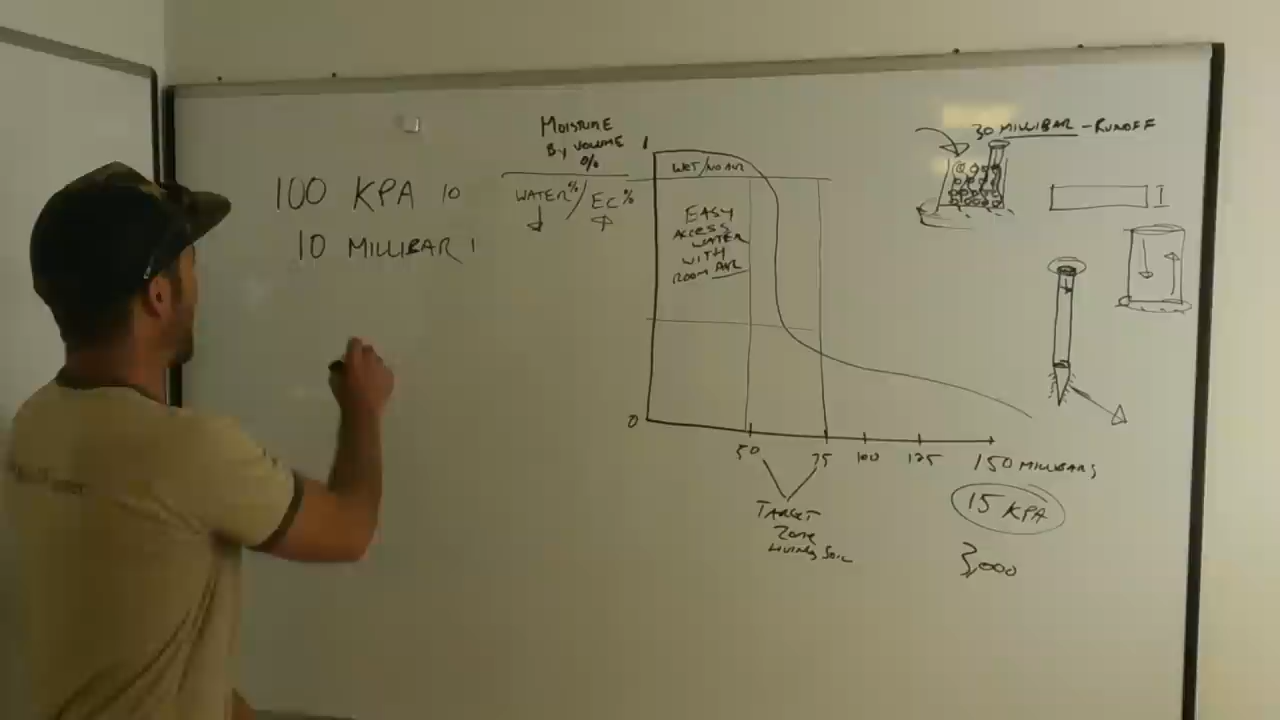 100 KPA 10
10 MILLIBAR 1
MOISTURE
BY VOLUME
%
WATER% / EC%
1
WET/NO AIR
EASY
ACCESS
WATER
WITH
ROOM AIR
0
50
75
100
125
150 MILLIBARS
TARGET
ZONE
LIVING SOIL
15 KPA
3,000
30 MILLIBAR - RUNOFF